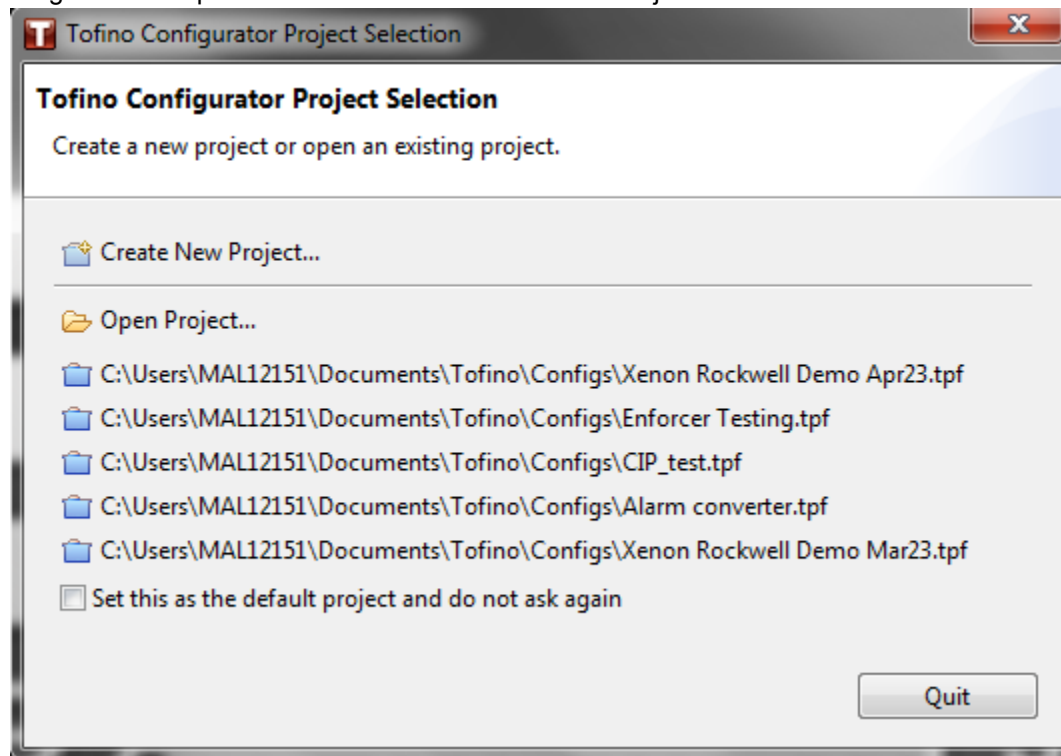 Tofino Configurator Project Selection
Tofino Configurator Project Selection
Create a new project or open an existing project.
Create New Project...
Open Project...
C:\Users\MAL12151\Documents\Tofino\Configs\Xenon Rockwell Demo Apr23.tpf
C:\Users\MAL12151\Documents\Tofino\Configs\Enforcer Testing.tpf
C:\Users\MAL12151\Documents\Tofino\Configs\CIP_test.tpf
C:\Users\MAL12151\Documents\Tofino\Configs\Alarm converter.tpf
C:\Users\MAL12151\Documents\Tofino\Configs\Xenon Rockwell Demo Mar23.tpf
Set this as the default project and do not ask again
Quit